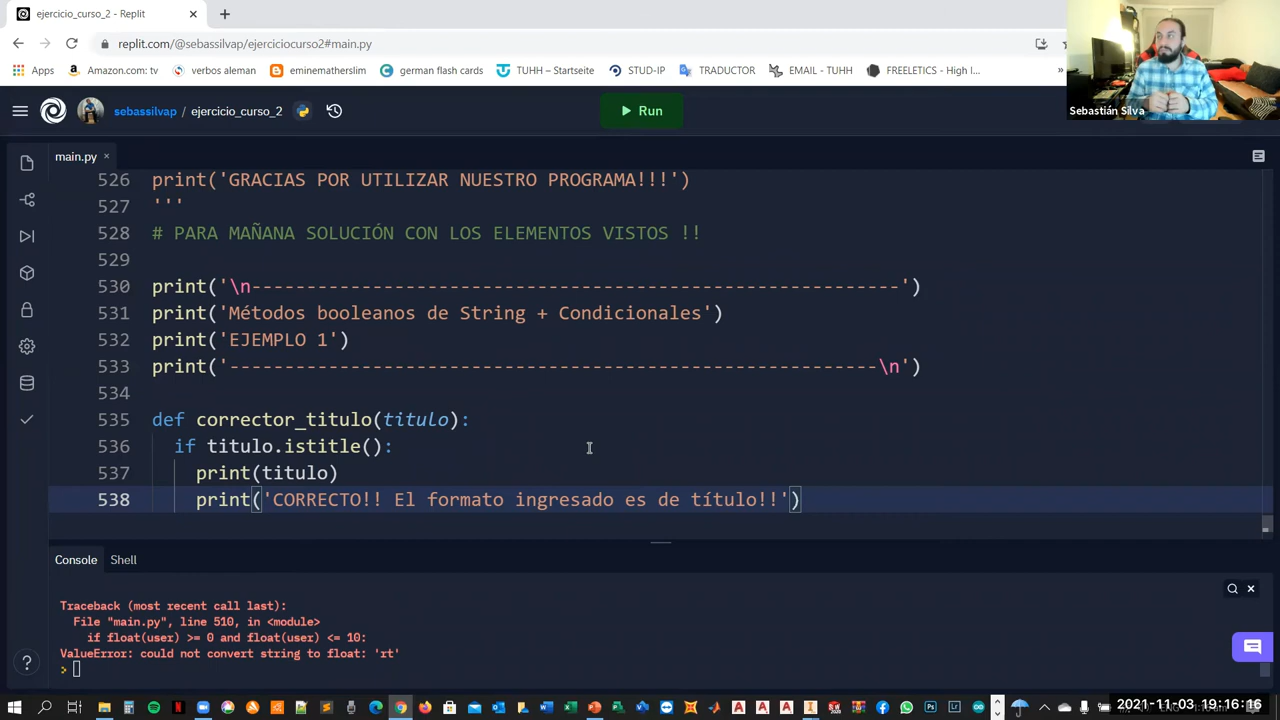 ejercicio_curso_2 - Replit
replit.com/@sebassilvap/ejerciciocurso2#main.py
Apps
Amazon.com: tv
verbos aleman
eminematherslim
german flash cards
TUHH – Startseite
STUD-IP
TRADUCTOR
EMAIL - TUHH
FREELETICS - High I...
»
Sebastián Silva
sebassilvap / ejercicio_curso_2
Run
main.py
526 print('GRACIAS POR UTILIZAR NUESTRO PROGRAMA!!!')
527 '''
528 # PARA MAÑANA SOLUCIÓN CON LOS ELEMENTOS VISTOS !!
529
530 print('\n-----------------------------------------------------------')
531 print('Métodos booleanos de String + Condicionales')
532 print('EJEMPLO 1')
533 print('-----------------------------------------------------------\n')
534
535 def corrector_titulo(titulo):
536 if titulo.istitle():
537 print(titulo)
538 print('CORRECTO!! El formato ingresado es de título!!')
Console
Shell
Traceback (most recent call last):
File "main.py", line 510, in <module>
if float(user) >= 0 and float(user) <= 10:
ValueError: could not convert string to float: 'rt'
>
2021-11-03 19:16:16